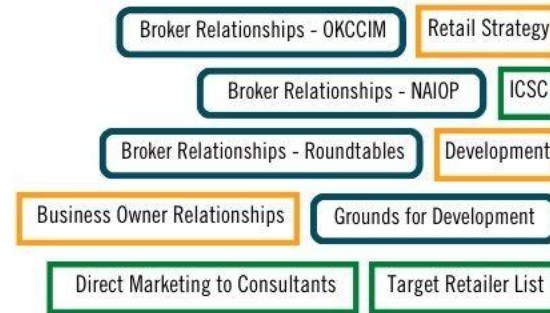 Broker Relationships - OKCCIM
Retail Strategy
Broker Relationships - NAIOP
ICSC
Broker Relationships - Roundtables
Development
Business Owner Relationships
Grounds for Development
Direct Marketing to Consultants
Target Retailer List